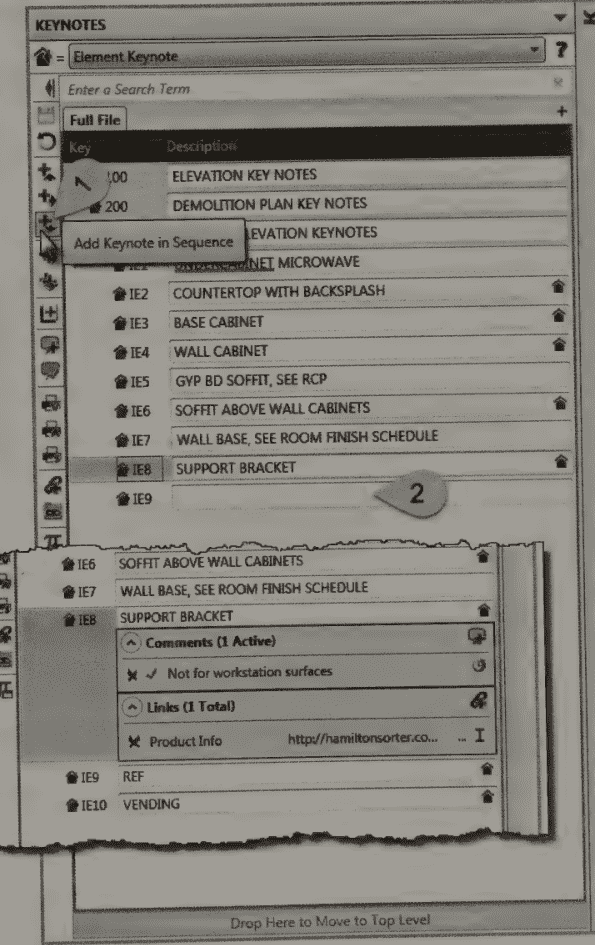 KEYNOTES
= Element Keynote ?
Enter a Search Term
Full File +
Key Description
100 ELEVATION KEY NOTES
1
200 DEMOLITION PLAN KEY NOTES
EVATION KEYNOTES
Add Keynote in Sequence
IE1 UNDERCABINET MICROWAVE
IE2 COUNTERTOP WITH BACKSPLASH
IE3 BASE CABINET
IE4 WALL CABINET
IE5 GYP BD SOFFIT, SEE RCP
IE6 SOFFIT ABOVE WALL CABINETS
IE7 WALL BASE, SEE ROOM FINISH SCHEDULE
IE8 SUPPORT BRACKET
IE9
2
IE6 SOFFIT ABOVE WALL CABINETS
IE7 WALL BASE, SEE ROOM FINISH SCHEDULE
IE8 SUPPORT BRACKET
Comments (1 Active)
Not for workstation surfaces
Links (1 Total)
Product Info http://hamiltonsorter.co... ...
IE9 REF
IE10 VENDING
Drop Here to Move to Top Level